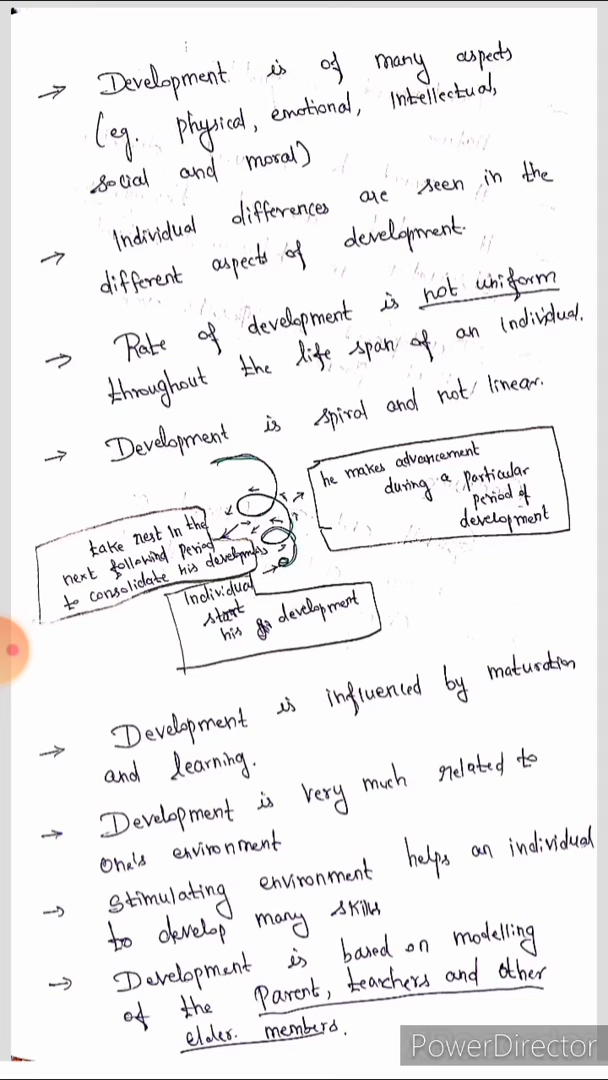 → Development is of many aspects
(eg. physical, emotional, Intellectual,
social and moral)
→ Individual differences are seen in the
different aspects of development.
→ Rate of development is not uniform
throughout the life span of an individual.
→ Development is spiral and not linear.
he makes advancement
during a particular
period of
development
take rest In the
next following period
to consolidate his development
Individual
start
his development
→ Development is influenced by maturation
and learning.
→ Development is very much related to
one's environment
→ Stimulating environment helps an individual
to develop many skills
→ Development is based on modelling
of the Parent, tearchers and other
elder. members.
PowerDirector